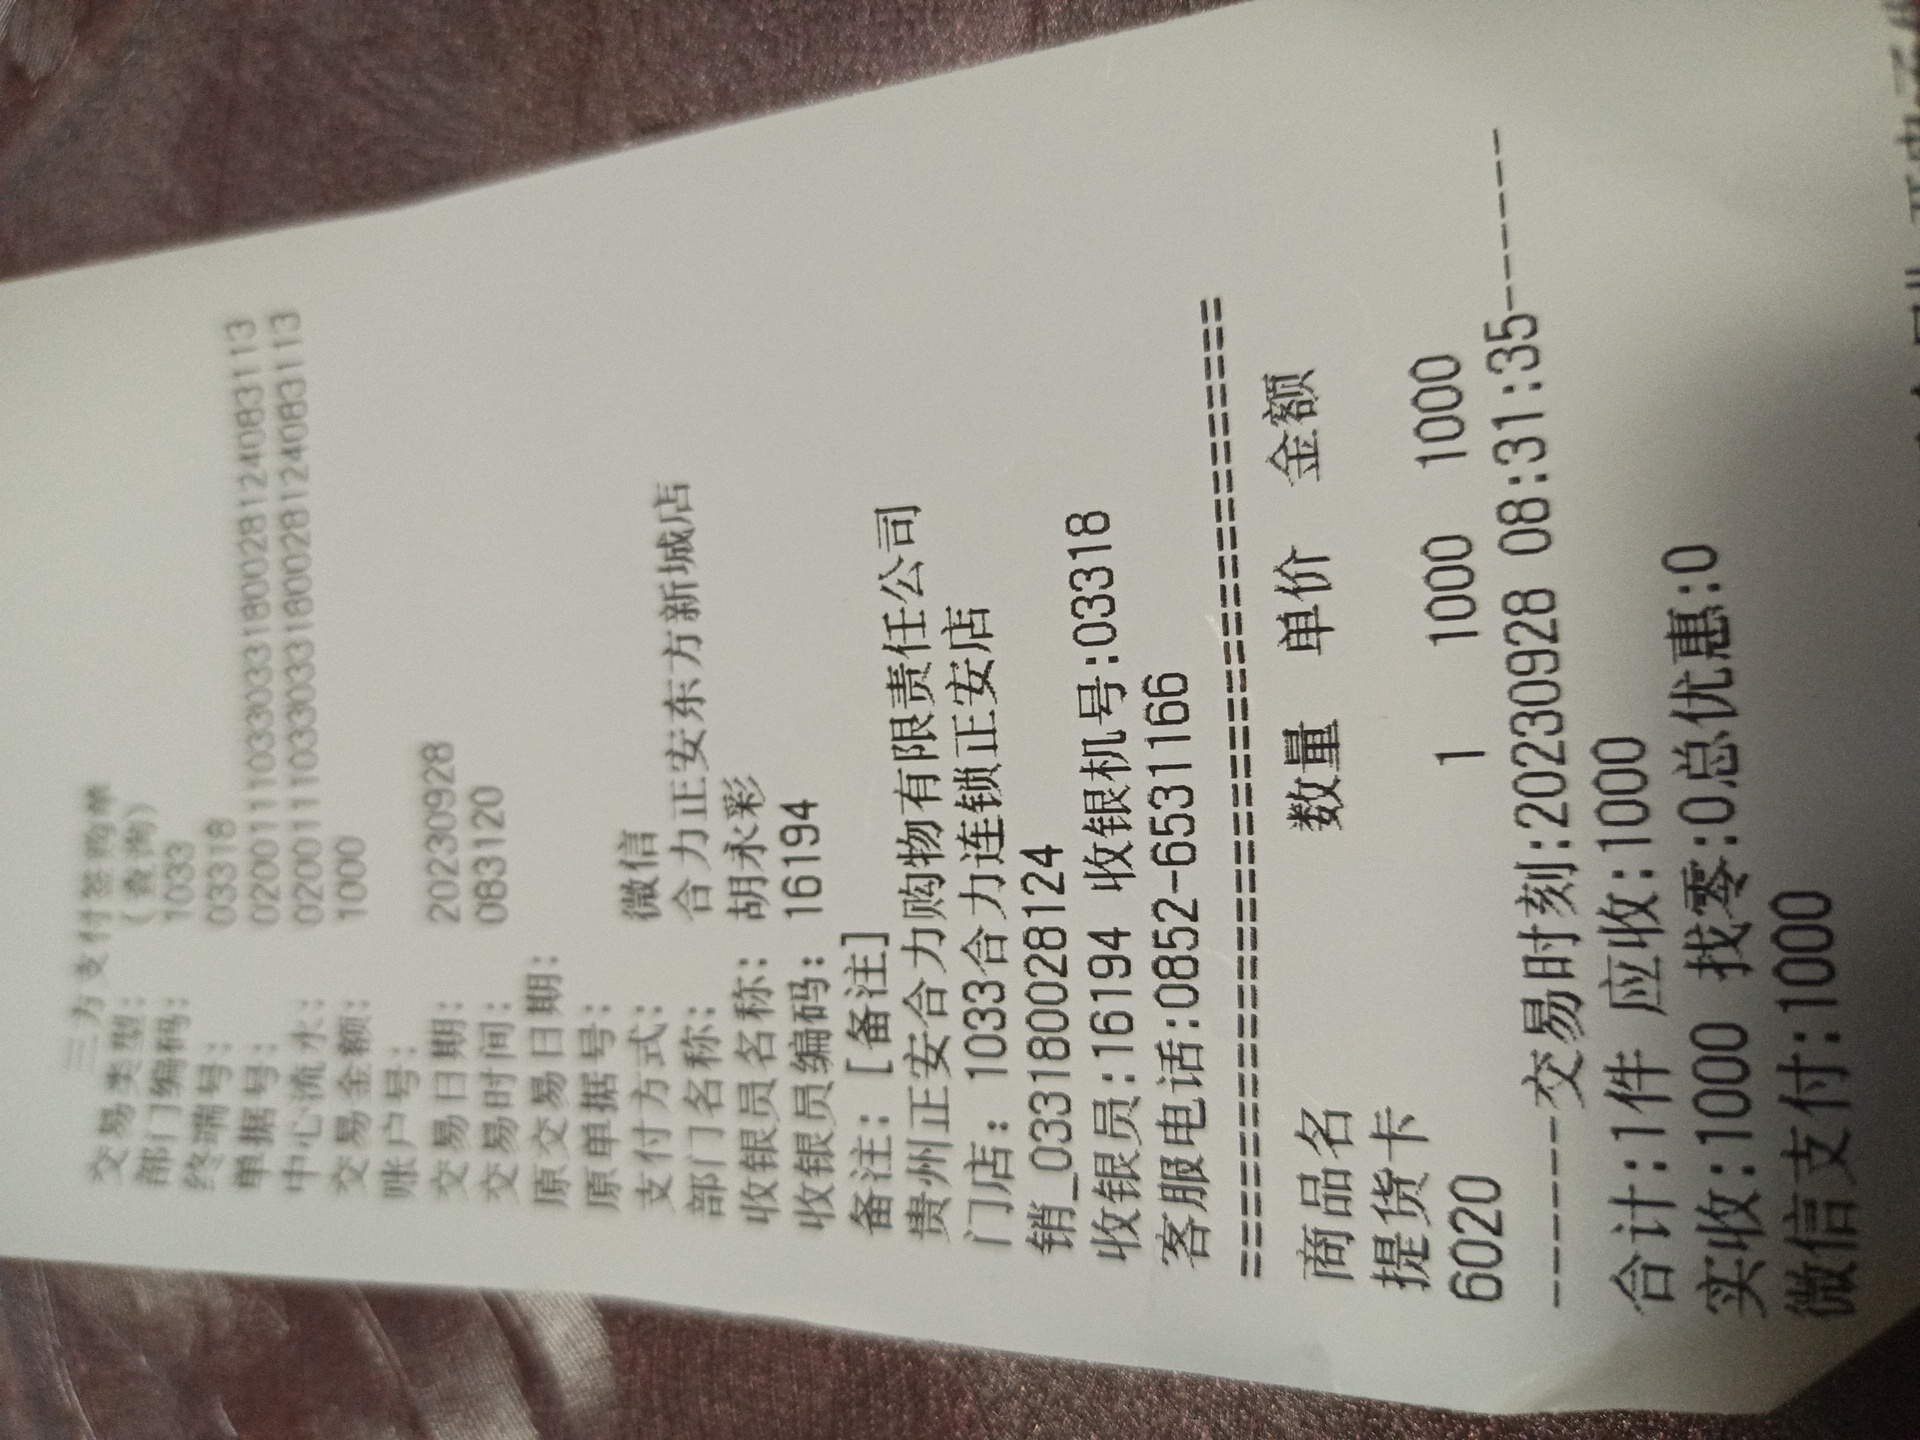 三方支付签购单
交易类型： (查询)
部门编码： 1033
终端号： 03318
单据号： 0200111033033180028124083113
中心流水： 0200111033033180028124083113
交易金额： 1000
账户号：
交易日期： 20230928
交易时间： 083120
原交易日期：
原单据号：
支付方式： 微信
部门名称： 合力正安东方新城店
收银员名称： 胡永彩
收银员编码： 16194
备注： [备注]
贵州正安合力购物有限责任公司
门店： 1033合力连锁正安店
销_033180028124
收银员:16194 收银机号:03318
客服电话:0852-6531166
================================
商品名 数量 单价 金额
提货卡
6020 1 1000 1000
--------交易时刻:20230928 08:31:35--------
合计:1件 应收:1000
实收:1000 找零:0总优惠:0
微信支付:1000